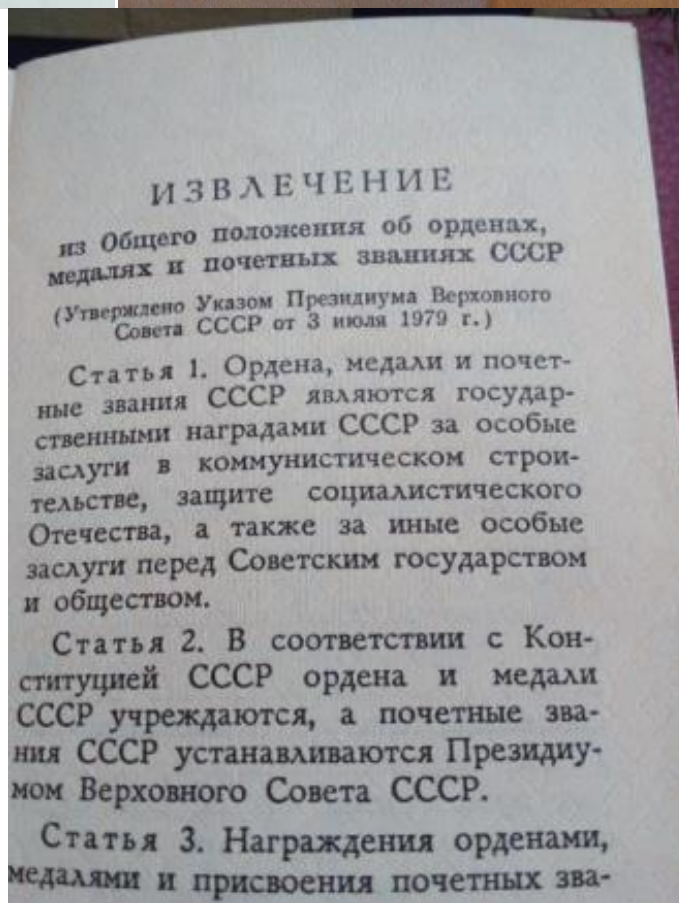 ИЗВЛЕЧЕНИЕ
из Общего положения об орденах,
медалях и почетных званиях СССР
(Утверждено Указом Президиума Верховного
Совета СССР от 3 июля 1979 г.)
Статья 1. Ордена, медали и почет-
ные звания СССР являются государ-
ственными наградами СССР за особые
заслуги в коммунистическом строи-
тельстве, защите социалистического
Отечества, а также за иные особые
заслуги перед Советским государством
и обществом.
Статья 2. В соответствии с Кон-
ституцией СССР ордена и медали
СССР учреждаются, а почетные зва-
ния СССР устанавливаются Президиу-
мом Верховного Совета СССР.
Статья 3. Награждения орденами,
медалями и присвоения почетных зва-